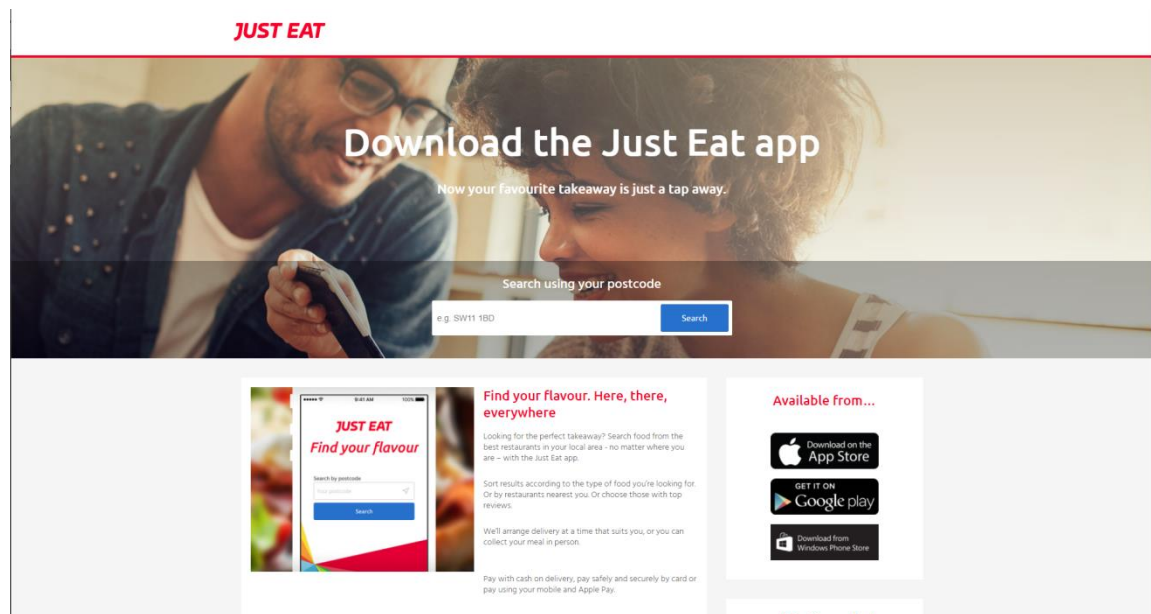 JUST EAT
Download the Just Eat app
Now your favourite takeaway is just a tap away.
Search using your postcode
e.g. SW11 1BD
Search
9:41 AM
100%
JUST EAT
Find your flavour
Search by postcode
Your postcode
Search
Find your flavour. Here, there,
everywhere
Looking for the perfect takeaway? Search food from the
best restaurants in your local area - no matter where you
are – with the Just Eat app.
Sort results according to the type of food you're looking for.
Or by restaurants nearest you. Or choose those with top
reviews.
We'll arrange delivery at a time that suits you, or you can
collect your meal in person.
Pay with cash on delivery, pay safely and securely by card or
pay using your mobile and Apple Pay.
Available from...
Download on the
App Store
GET IT ON
Google play
Download from
Windows Phone Store